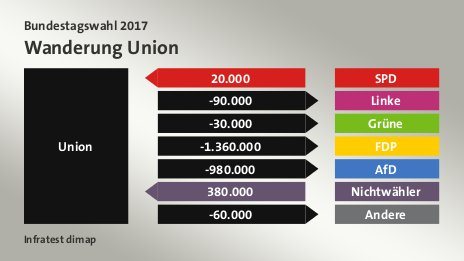 Bundestagswahl 2017
Wanderung Union
20.000 SPD
-90.000 Linke
-30.000 Grüne
Union -1.360.000 FDP
-980.000 AfD
380.000 Nichtwähler
-60.000 Andere
Infratest dimap